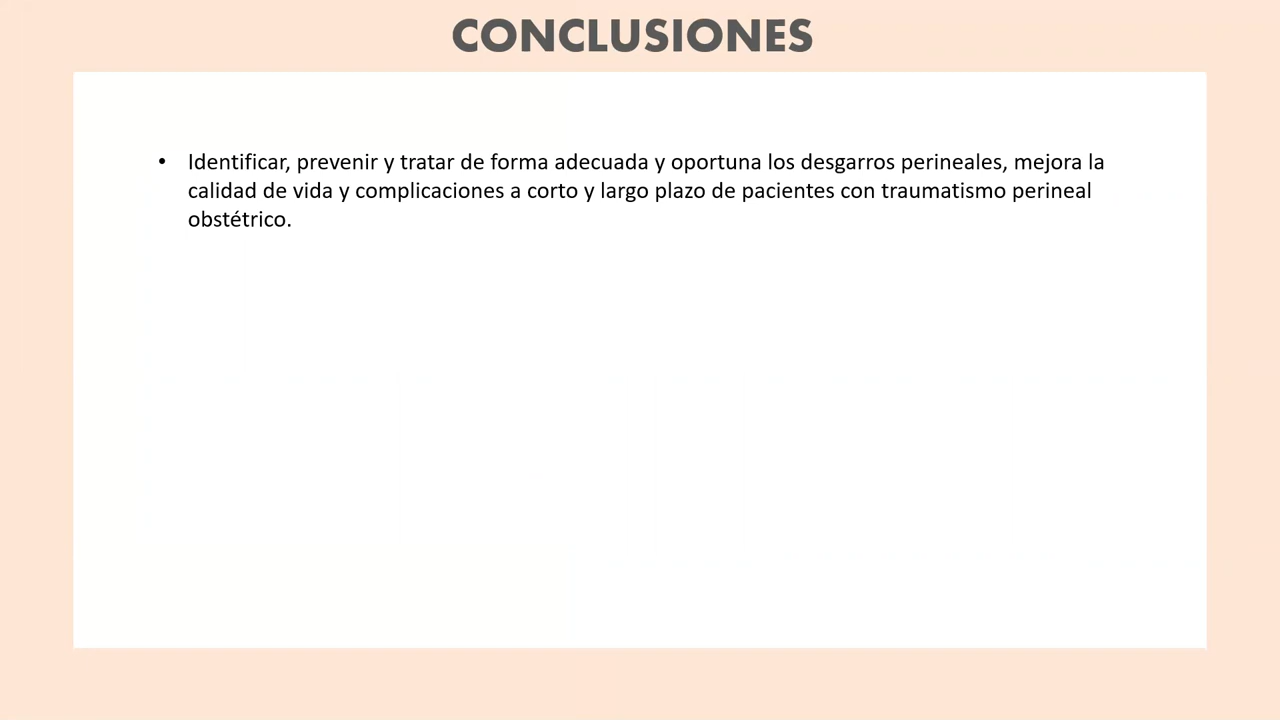 CONCLUSIONES
• Identificar, prevenir y tratar de forma adecuada y oportuna los desgarros perineales, mejora la
calidad de vida y complicaciones a corto y largo plazo de pacientes con traumatismo perineal
obstétrico.